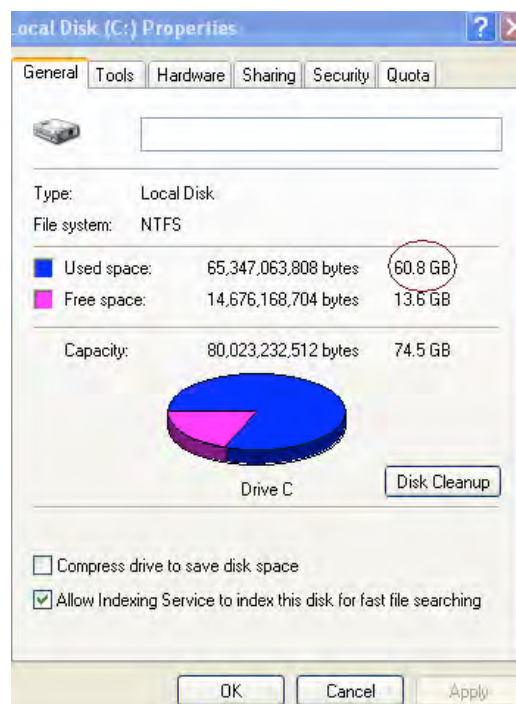 Local Disk (C:) Properties
General Tools Hardware Sharing Security Quota
Type: Local Disk
File system: NTFS
Used space: 65,347,063,808 bytes 60.8 GB
Free space: 14,676,168,704 bytes 13.6 GB
Capacity: 80,023,232,512 bytes 74.5 GB
Drive C
Disk Cleanup
Compress drive to save disk space
Allow Indexing Service to index this disk for fast file searching
OK Cancel Apply